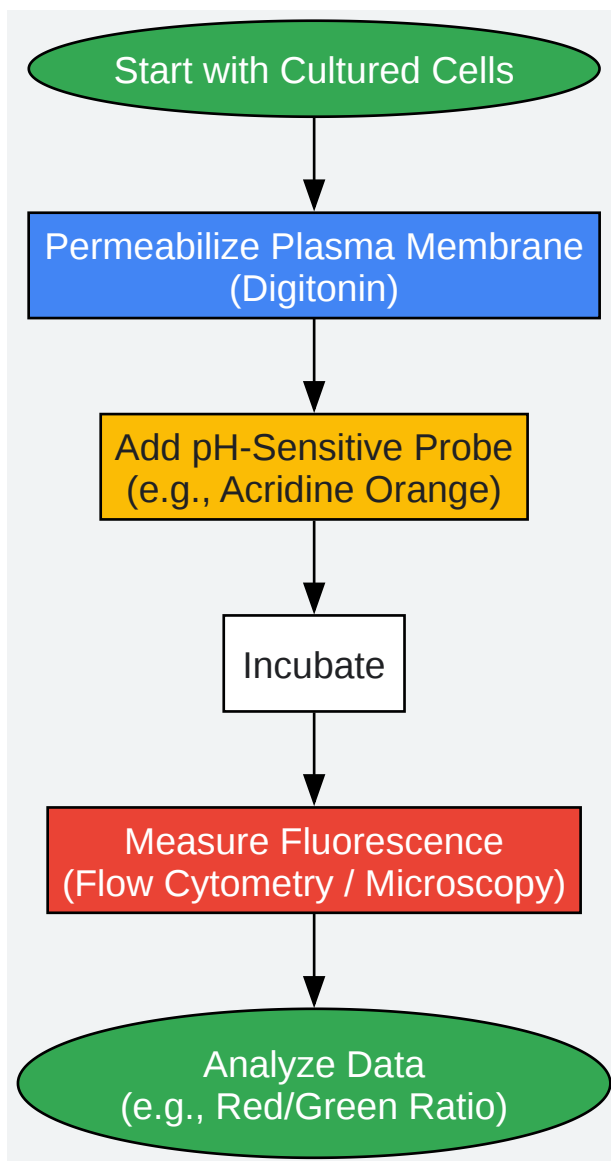 Start with Cultured Cells
Permeabilize Plasma Membrane
(Digitonin)
Add pH-Sensitive Probe
(e.g., Acridine Orange)
Incubate
Measure Fluorescence
(Flow Cytometry / Microscopy)
Analyze Data
(e.g., Red/Green Ratio)